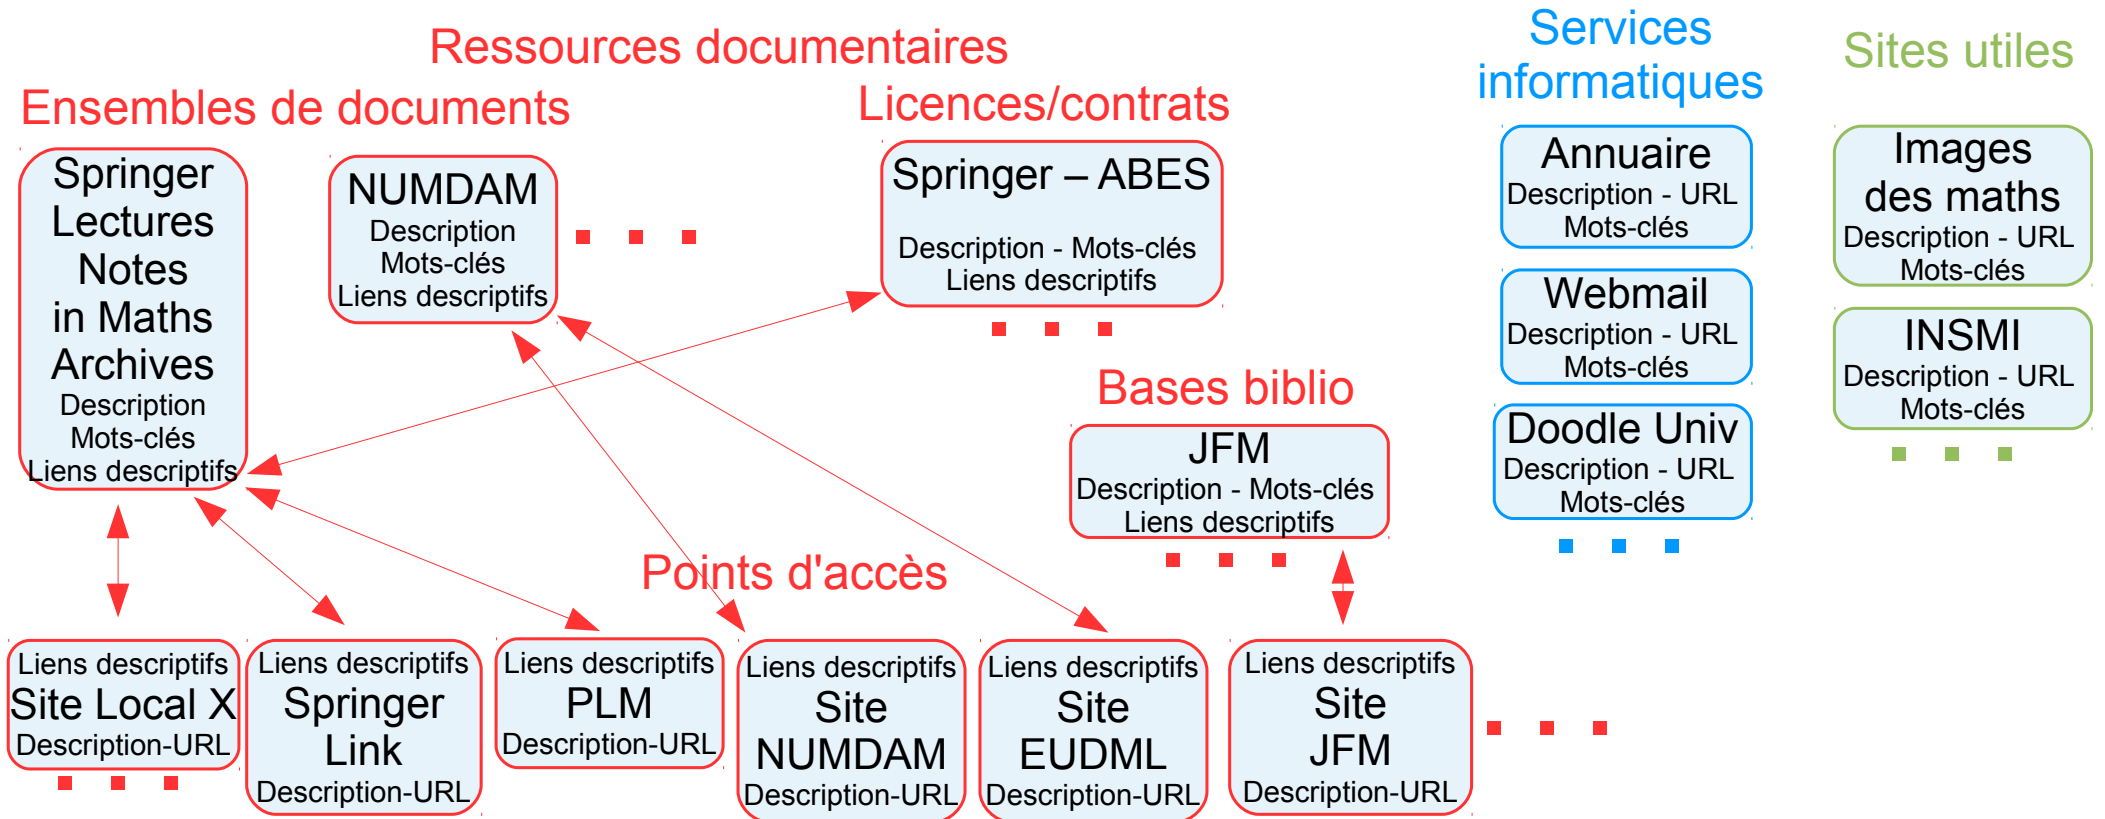 Ressources documentaires
Ensembles de documents
Springer
Lectures
Notes
in Maths
Archives
Description
Mots-clés
Liens descriptifs
NUMDAM
Description
Mots-clés
Liens descriptifs
Licences/contrats
Springer – ABES
Description - Mots-clés
Liens descriptifs
Bases biblio
JFM
Description - Mots-clés
Liens descriptifs
Points d'accès
Liens descriptifs
Site Local X
Description-URL
Liens descriptifs
Springer
Link
Description-URL
Liens descriptifs
PLM
Description-URL
Liens descriptifs
Site
NUMDAM
Description-URL
Liens descriptifs
Site
EUDML
Description-URL
Liens descriptifs
Site
JFM
Description-URL
Services
informatiques
Annuaire
Description - URL
Mots-clés
Webmail
Description - URL
Mots-clés
Doodle Univ
Description - URL
Mots-clés
Sites utiles
Images
des maths
Description - URL
Mots-clés
INSMI
Description - URL
Mots-clés